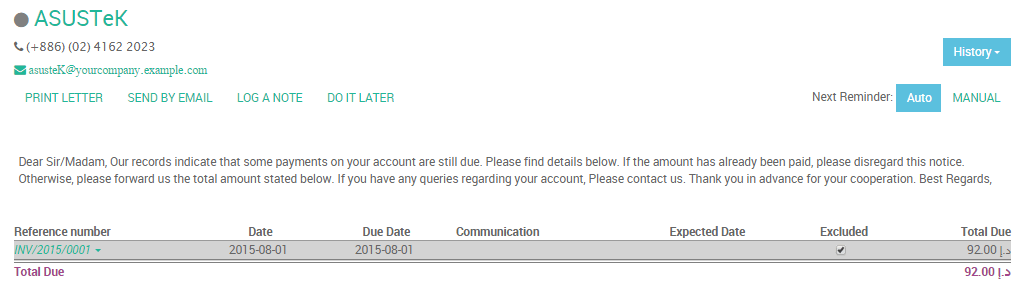 ASUSTeK
(+886) (02) 4162 2023
History
asusteK@yourcompany.example.com
PRINT LETTER SEND BY EMAIL LOG A NOTE DO IT LATER Next Reminder: Auto MANUAL
Dear Sir/Madam, Our records indicate that some payments on your account are still due. Please find details below. If the amount has already been paid, please disregard this notice.
Otherwise, please forward us the total amount stated below. If you have any queries regarding your account, Please contact us. Thank you in advance for your cooperation. Best Regards,
Reference number Date Due Date Communication Expected Date Excluded Total Due
INV/2015/0001 2015-08-01 2015-08-01 92.00 د.إ
Total Due 92.00 د.إ